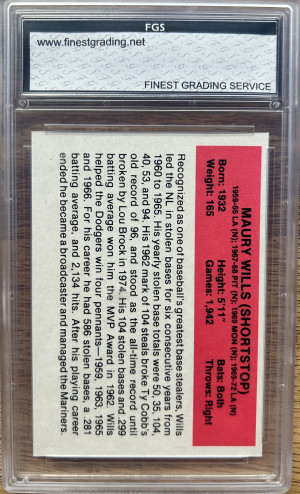 FGS
www.finestgrading.net
FINEST GRADING SERVICE
MAURY WILLS (SHORTSTOP)
1959-66 LA (N); 1967-68 PIT (N); 1969 MON (N); 1969-72 LA (N)
Born: 1932 Height: 5'11" Bats: Both
Weight: 165 Games: 1,942 Throws: Right
Recognized as one of baseball's greatest base stealers, Wills
led the NL in stolen bases for six consecutive years from
1960 to 1965. His yearly stolen base totals were 50, 35, 104,
40, 53, and 94. His 1962 mark of 104 steals broke Ty Cobb's
old record of 96, and stood as the all-time record until
broken by Lou Brock in 1974. His 104 stolen bases and .299
batting average won him the MVP Award in 1962. Wills
helped the Dodgers win four pennants—1959, 1963, 1965,
and 1966. For his career he had 586 stolen bases, a .281
batting average, and 2,134 hits. After his playing career
ended he became a broadcaster and managed the Mariners.